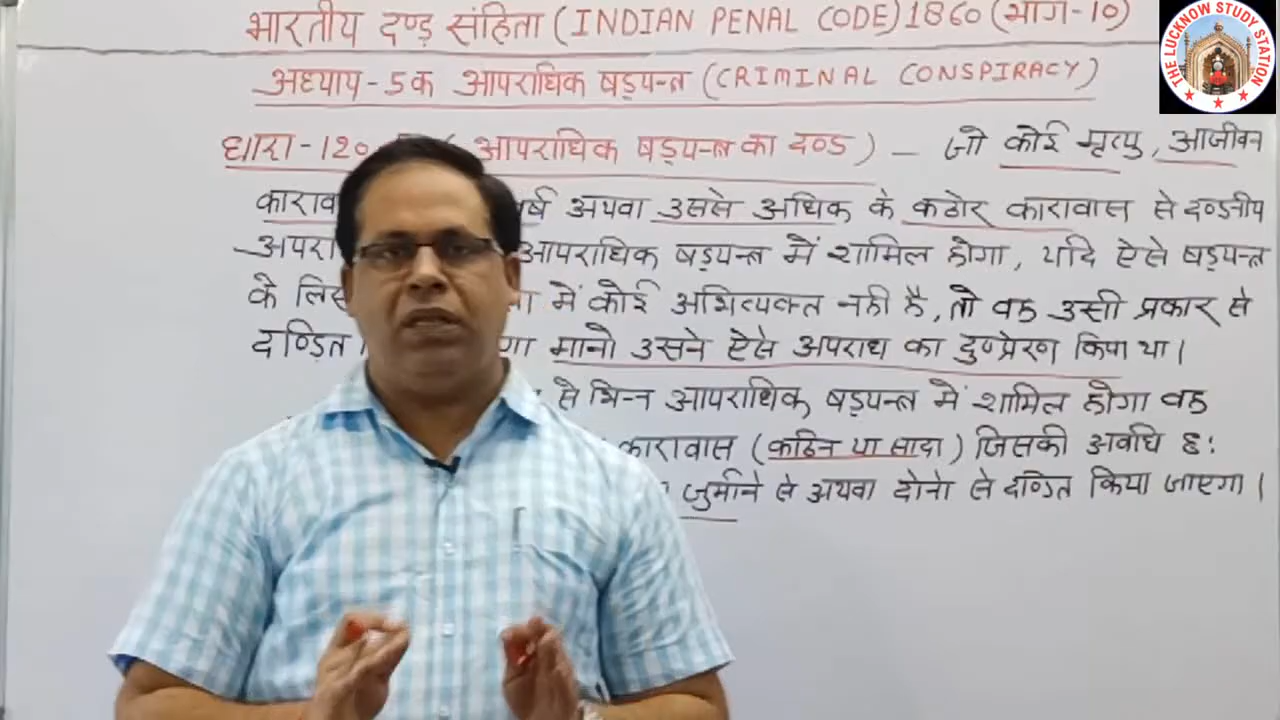 भारतीय दण्ड़ संहिता (INDIAN PENAL CODE) 1860 (भाग-10)
अध्याय-5क आपराधिक षड़्यन्त्र (CRIMINAL CONSPIRACY)
धारा-120 (आपराधिक षड़्यन्त्र का दण्ड) – जो कोई मृत्यु, आजीवन
वर्ष अथवा उससे अधिक के कठोर कारावास से दण्डनीय
आपराधिक षड़्यन्त्र में शामिल होगा, यदि ऐसे षड़्यन्त्र
के में कोई अभिव्यक्त नही है, तो वह उसी प्रकार से
दण्ड़ित मानो उसने ऐसे अपराध का दुष्प्रेरण किया था।
से भिन्न आपराधिक षड़्यन्त्र में शामिल होगा वह
कारावास (कठिन या सादा) जिसकी अवधि छः
जुर्माने से अथवा दोनो से दण्डित किया जाएगा।
THE LUCKNOW STUDY STATION